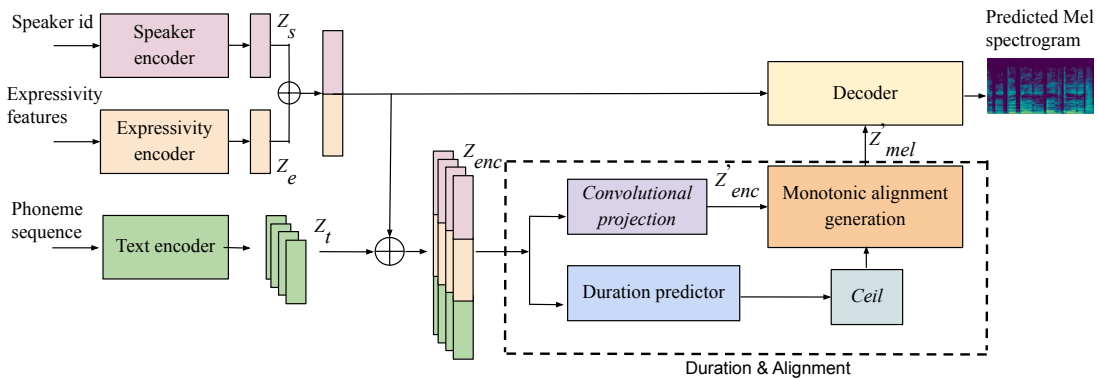 Speaker id
Speaker
encoder
Z_s
Predicted Mel
spectrogram
Expressivity
features
Expressivity
encoder
Z_e
Decoder
Z'_mel
Phoneme
sequence
Text encoder
Z_t
Z_enc
Convolutional
projection
Z'_enc
Monotonic alignment
generation
Duration predictor
Ceil
Duration & Alignment